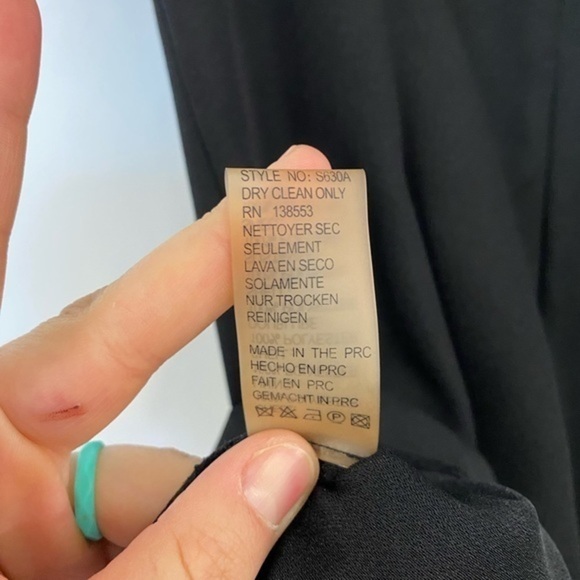 STYLE NO: S630A
DRY CLEAN ONLY
RN 138553
NETTOYER SEC
SEULEMENT
LAVA EN SECO
SOLAMENTE
NUR TROCKEN
REINIGEN
MADE IN THE PRC
HECHO EN PRC
FAIT EN PRC
GEMACHT IN PRC